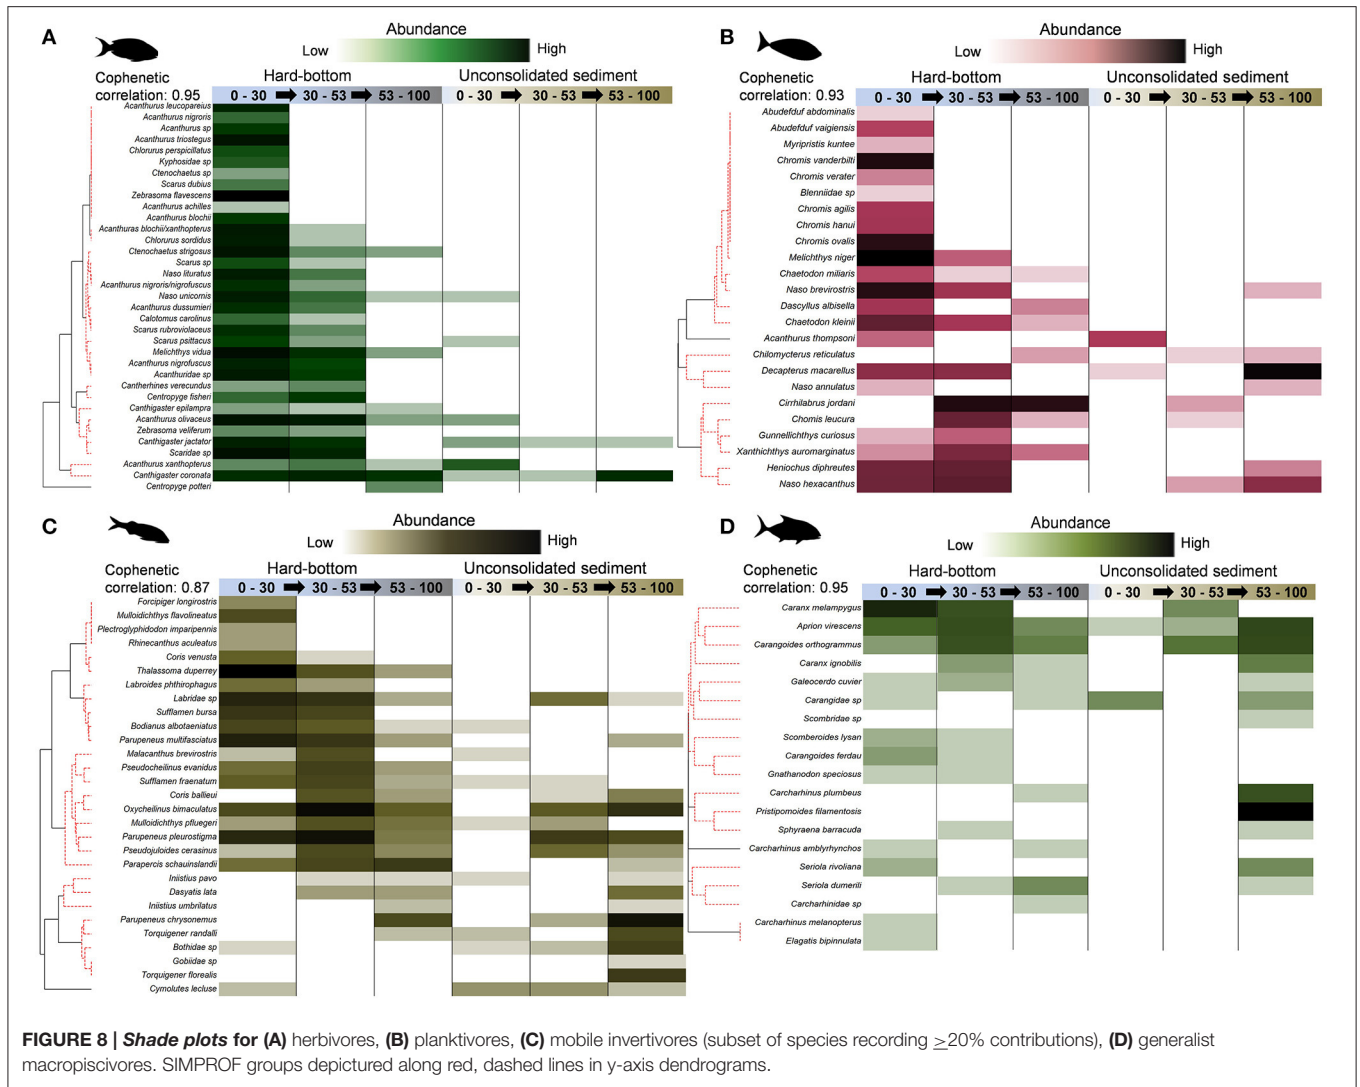 A
Abundance
Low
High
Cophenetic
correlation: 0.95
Hard-bottom
Unconsolidated sediment
0 - 30
30 - 53
53 - 100
0 - 30
30 - 53
53 - 100
Acanthurus leucopareius
Acanthurus nigroris
Acanthurus sp
Acanthurus triostegus
Chlorurus perspicillatus
Kyphosidae sp
Ctenochaetus sp
Scarus dubius
Zebrasoma flavescens
Acanthurus achilles
Acanthurus blochii
Acanthuras blochii/xanthopterus
Chlorurus sordidus
Ctenochaetus strigosus
Scarus sp
Naso lituratus
Acanthurus nigroris/nigrofuscus
Naso unicornis
Acanthurus dussumieri
Calotomus carolinus
Scarus rubroviolaceus
Scarus psittacus
Melichthys vidua
Acanthurus nigrofuscus
Acanthuridae sp
Cantherhines verecundus
Centropyge fisheri
Canthigaster epilampra
Acanthurus olivaceus
Zebrasoma veliferum
Canthigaster jactator
Scaridae sp
Acanthurus xanthopterus
Canthigaster coronata
Centropyge potteri
B
Abundance
Low
High
Cophenetic
correlation: 0.93
Hard-bottom
Unconsolidated sediment
0 - 30
30 - 53
53 - 100
0 - 30
30 - 53
53 - 100
Abudefduf abdominalis
Abudefduf vaigiensis
Myripristis kuntee
Chromis vanderbilti
Chromis verater
Blenniidae sp
Chromis agilis
Chromis hanui
Chromis ovalis
Melichthys niger
Chaetodon miliaris
Naso brevirostris
Dascyllus albisella
Chaetodon kleinii
Acanthurus thompsoni
Chilomycterus reticulatus
Decapterus macarellus
Naso annulatus
Cirrhilabrus jordani
Chomis leucura
Gunnellichthys curiosus
Xanthichthys auromarginatus
Heniochus diphreutes
Naso hexacanthus
C
Abundance
Low
High
Cophenetic
correlation: 0.87
Hard-bottom
Unconsolidated sediment
0 - 30
30 - 53
53 - 100
0 - 30
30 - 53
53 - 100
Forcipiger longirostris
Mulloidichthys flavolineatus
Plectroglyphidodon imparipennis
Rhinecanthus aculeatus
Coris venusta
Thalassoma duperrey
Labroides phthirophagus
Labridae sp
Sufflamen bursa
Bodianus albotaeniatus
Parupeneus multifasciatus
Malacanthus brevirostris
Pseudocheilinus evanidus
Sufflamen fraenatum
Coris ballieui
Oxycheilinus bimaculatus
Mulloidichthys pfluegeri
Parupeneus pleurostigma
Pseudojuloides cerasinus
Parapercis schauinslandii
Iniistius pavo
Dasyatis lata
Iniistius umbrilatus
Parupeneus chrysonemus
Torquigener randalli
Bothidae sp
Gobiidae sp
Torquigener florealis
Cymolutes lecluse
D
Abundance
Low
High
Cophenetic
correlation: 0.95
Hard-bottom
Unconsolidated sediment
0 - 30
30 - 53
53 - 100
0 - 30
30 - 53
53 - 100
Caranx melampygus
Aprion virescens
Carangoides orthogrammus
Caranx ignobilis
Galeocerdo cuvier
Carangidae sp
Scombridae sp
Scomberoides lysan
Carangoides ferdau
Gnathanodon speciosus
Carcharhinus plumbeus
Pristipomoides filamentosis
Sphyraena barracuda
Carcharhinus amblyrhynchos
Seriola rivoliana
Seriola dumerili
Carcharhinidae sp
Carcharhinus melanopterus
Elagatis bipinnulata
FIGURE 8 | Shade plots for (A) herbivores, (B) planktivores, (C) mobile invertivores (subset of species recording ≥20% contributions), (D) generalist
macropiscivores. SIMPROF groups depictured along red, dashed lines in y-axis dendrograms.